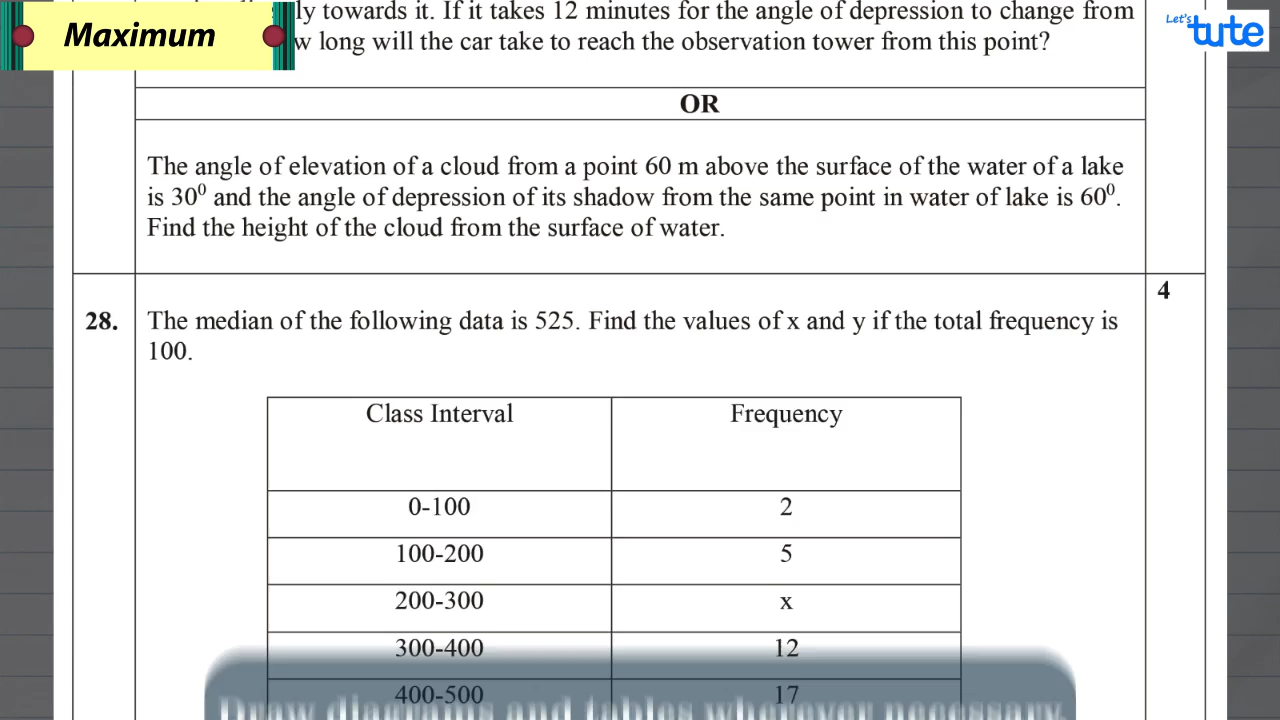 ly towards it. If it takes 12 minutes for the angle of depression to change from
Maximum
w long will the car take to reach the observation tower from this point?
Let's tute
OR
The angle of elevation of a cloud from a point 60 m above the surface of the water of a lake
is 30⁰ and the angle of depression of its shadow from the same point in water of lake is 60⁰.
Find the height of the cloud from the surface of water.
4
28. The median of the following data is 525. Find the values of x and y if the total frequency is
100.
Class Interval Frequency
0-100 2
100-200 5
200-300 x
300-400 12
400-500 17
Draw diagrams and tables wherever necessary.